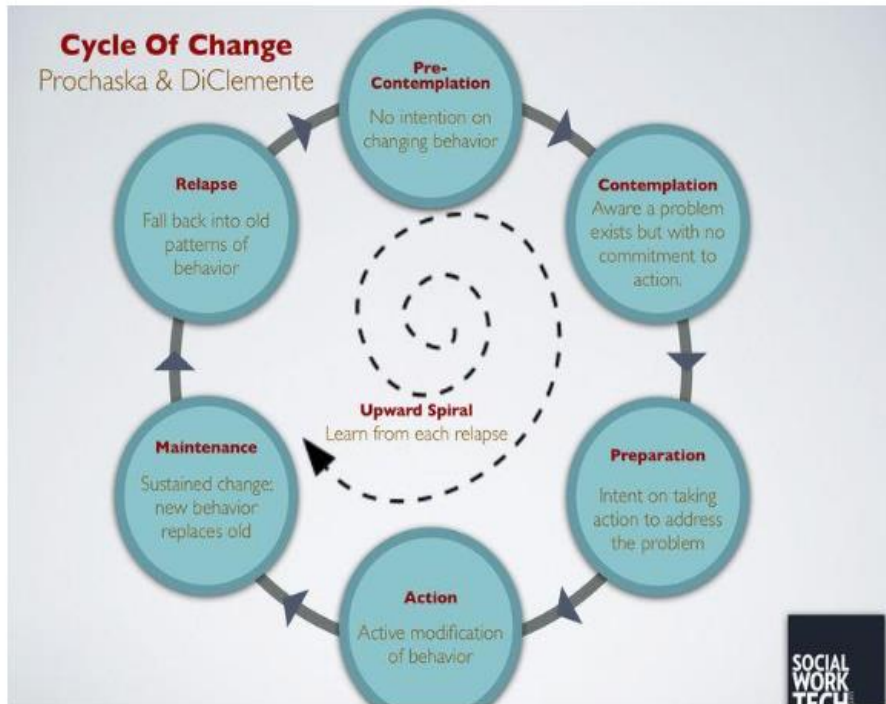 Cycle Of Change
Prochaska & DiClemente
Pre-
Contemplation
No intention on
changing behavior
Contemplation
Aware a problem
exists but with no
commitment to
action.
Preparation
Intent on taking
action to address
the problem
Action
Active modification
of behavior
Maintenance
Sustained change;
new behavior
replaces old
Relapse
Fall back into old
patterns of
behavior
Upward Spiral
Learn from each relapse
SOCIAL
WORK
TECH